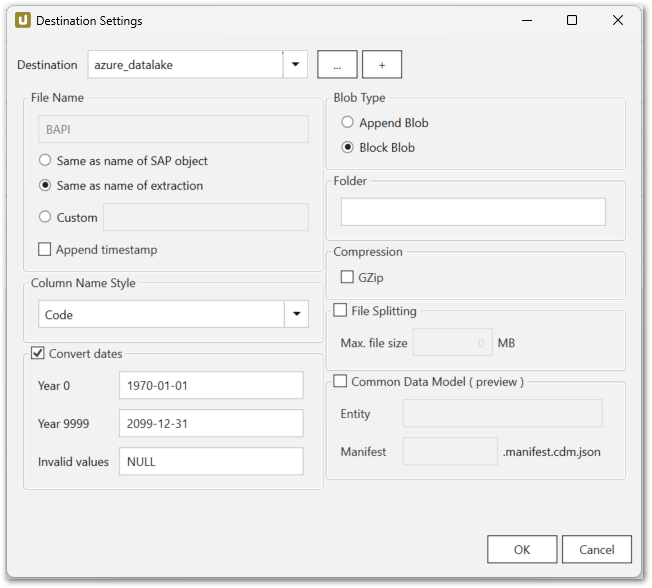 U Destination Settings
Destination azure_datalake ... +
File Name
BAPI
Same as name of SAP object
Same as name of extraction
Custom
Append timestamp
Column Name Style
Code
Convert dates
Year 0 1970-01-01
Year 9999 2099-12-31
Invalid values NULL
Blob Type
Append Blob
Block Blob
Folder
Compression
GZip
File Splitting
Max. file size 0 MB
Common Data Model ( preview )
Entity
Manifest .manifest.cdm.json
OK Cancel